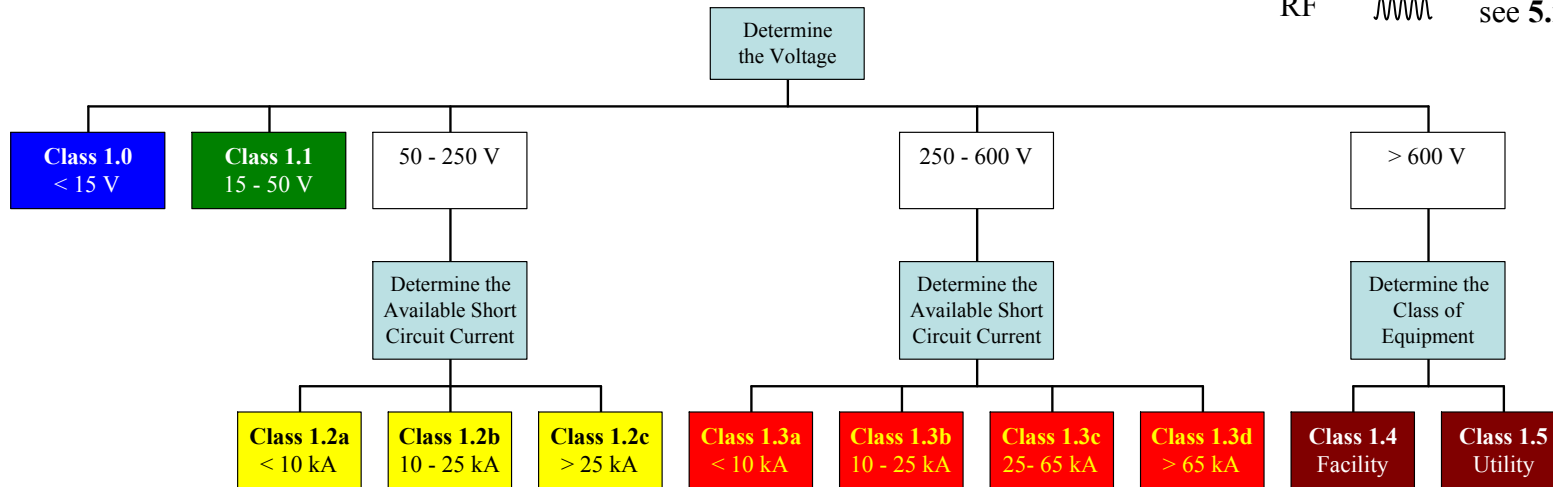 RF see 5.
Determine
the Voltage
Class 1.0
< 15 V
Class 1.1
15 - 50 V
50 - 250 V
250 - 600 V
> 600 V
Determine the
Available Short
Circuit Current
Determine the
Available Short
Circuit Current
Determine the
Class of
Equipment
Class 1.2a
< 10 kA
Class 1.2b
10 - 25 kA
Class 1.2c
> 25 kA
Class 1.3a
< 10 kA
Class 1.3b
10 - 25 kA
Class 1.3c
25- 65 kA
Class 1.3d
> 65 kA
Class 1.4
Facility
Class 1.5
Utility